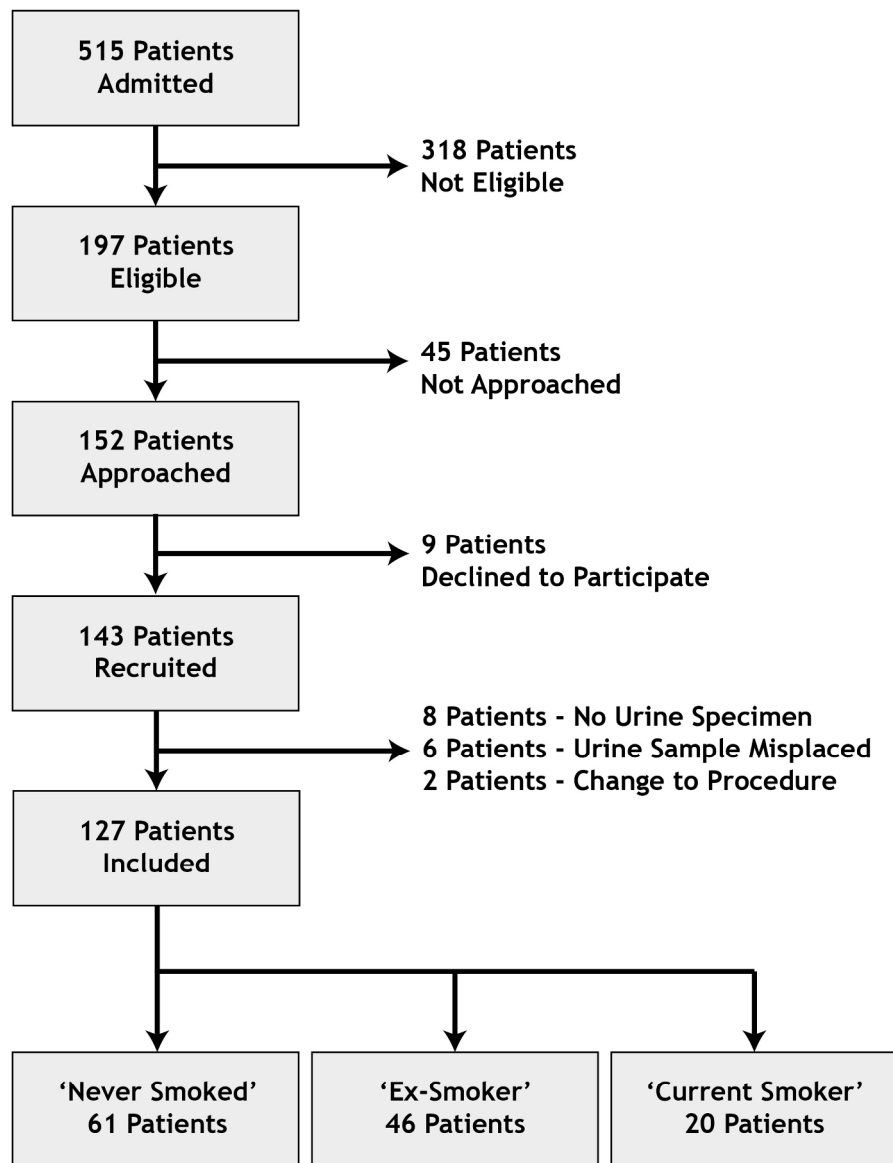 515 Patients
Admitted
318 Patients
Not Eligible
197 Patients
Eligible
45 Patients
Not Approached
152 Patients
Approached
9 Patients
Declined to Participate
143 Patients
Recruited
8 Patients - No Urine Specimen
6 Patients - Urine Sample Misplaced
2 Patients - Change to Procedure
127 Patients
Included
‘Never Smoked’
61 Patients
‘Ex-Smoker’
46 Patients
‘Current Smoker’
20 Patients